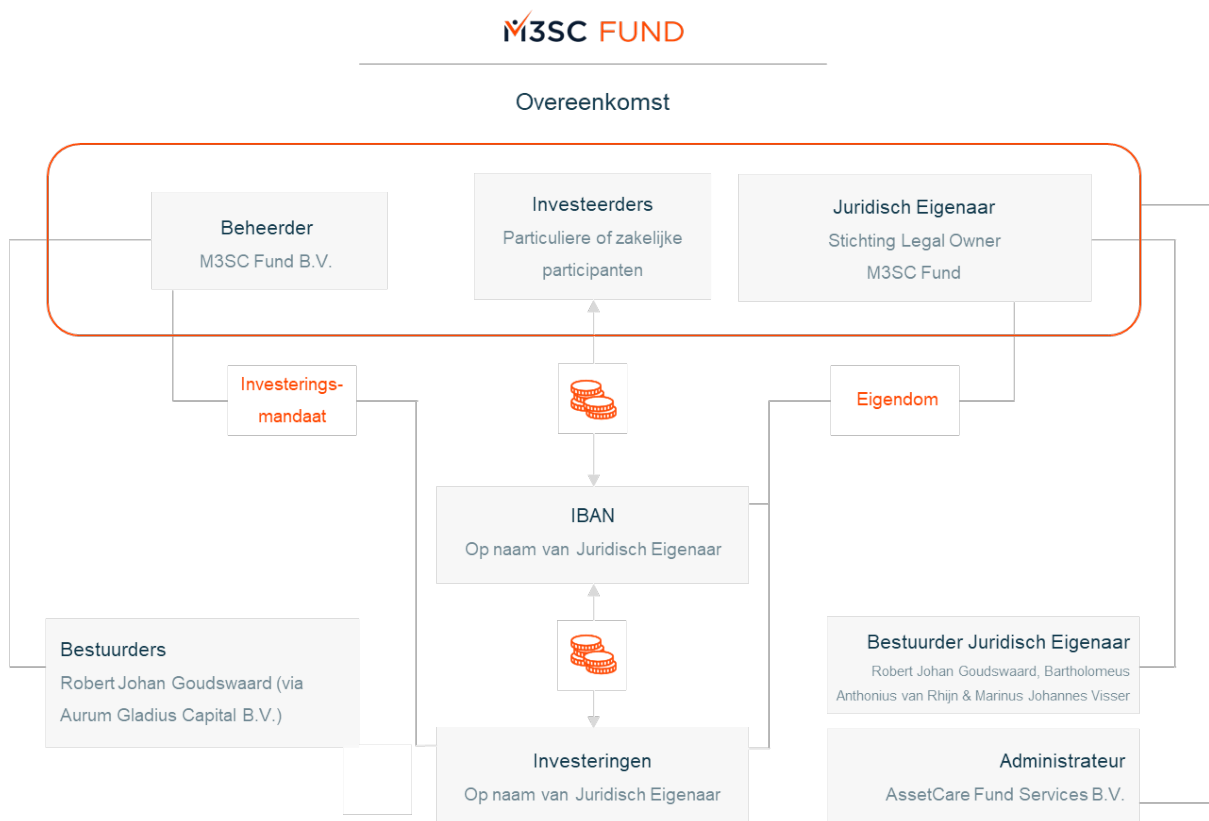 M3SC FUND
Overeenkomst
Beheerder
M3SC Fund B.V.
Investeerders
Particuliere of zakelijke
participanten
Juridisch Eigenaar
Stichting Legal Owner
M3SC Fund
Investerings-
mandaat
Eigendom
IBAN
Op naam van Juridisch Eigenaar
Bestuurders
Robert Johan Goudswaard (via
Aurum Gladius Capital B.V.)
Bestuurder Juridisch Eigenaar
Robert Johan Goudswaard, Bartholomeus
Anthonius van Rhijn & Marinus Johannes Visser
Investeringen
Op naam van Juridisch Eigenaar
Administrateur
AssetCare Fund Services B.V.